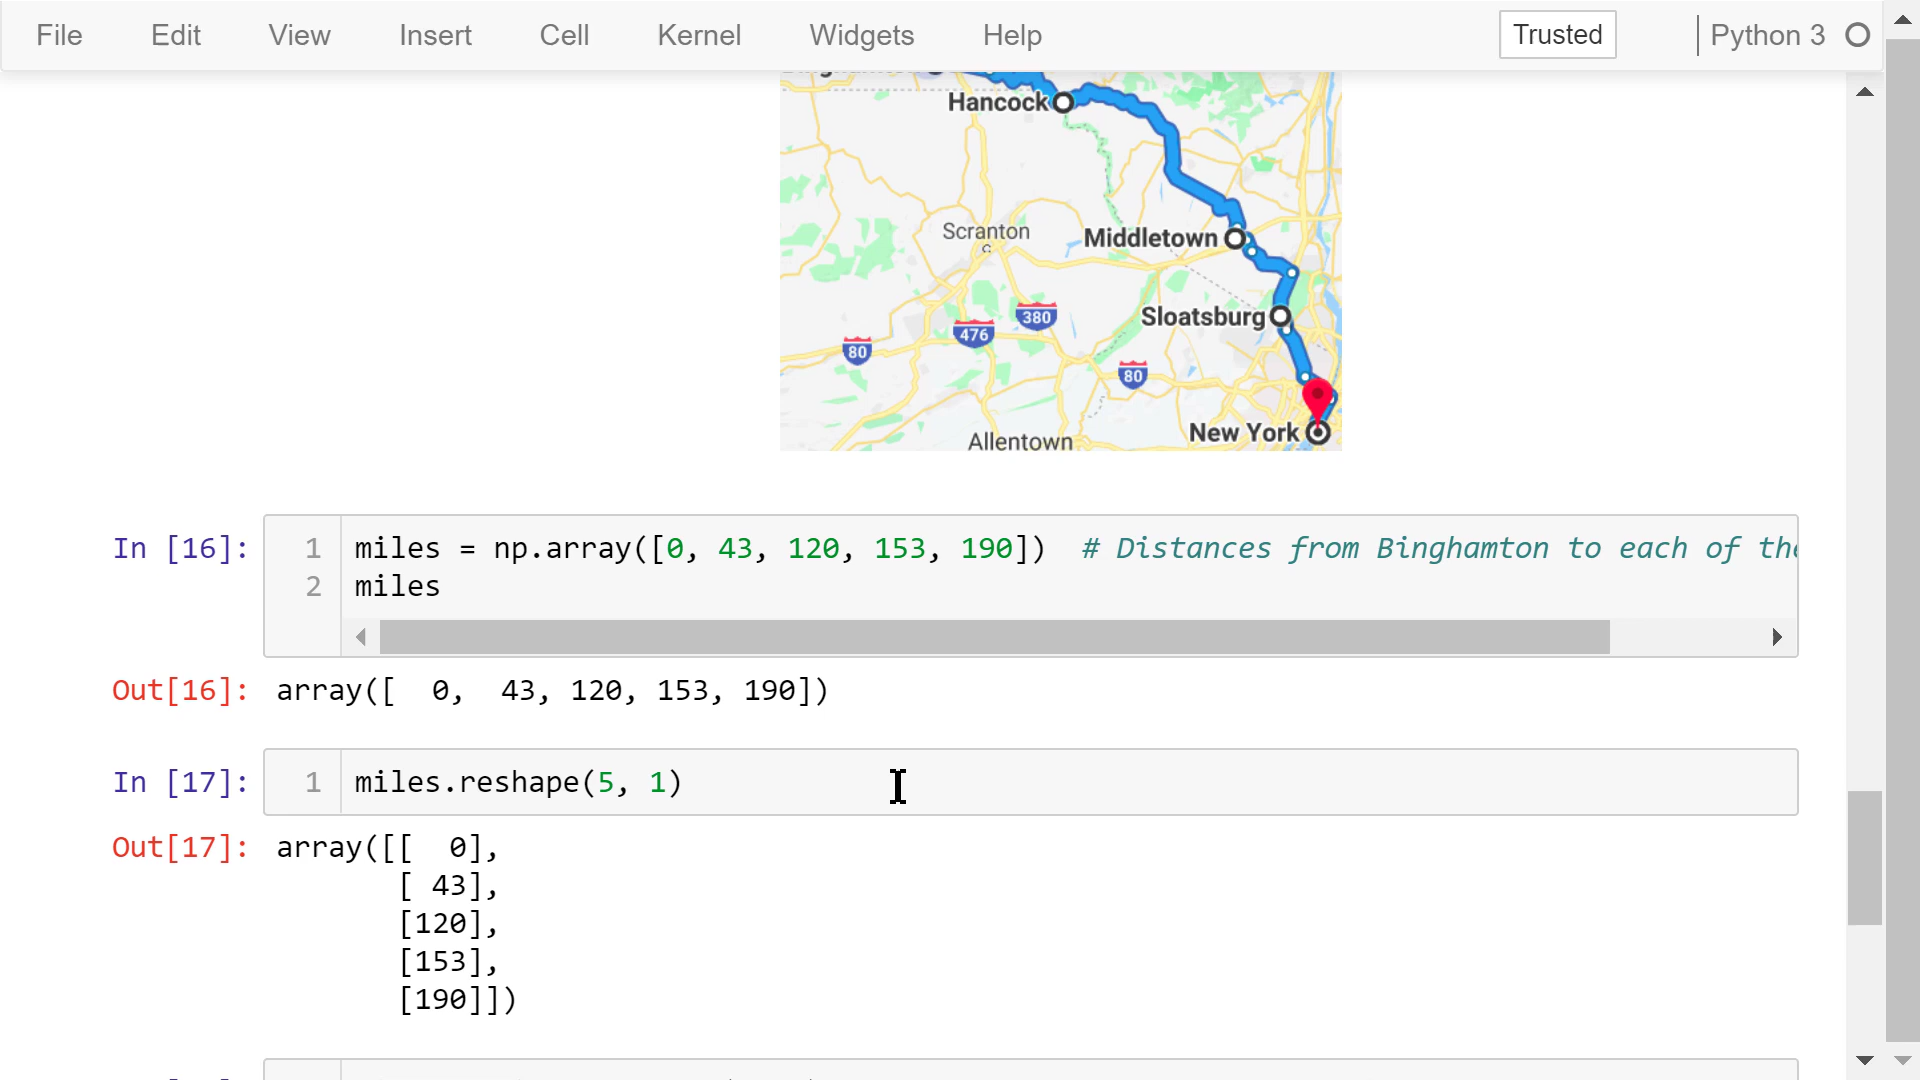 File Edit View Insert Cell Kernel Widgets Help Trusted Python 3
Hancock
Scranton
Middletown
380
Sloatsburg
476
80
80
New York
Allentown
In [16]:
1 miles = np.array([0, 43, 120, 153, 190]) # Distances from Binghamton to each of
2 miles
Out[16]: array([  0,  43, 120, 153, 190])
In [17]:
1 miles.reshape(5, 1)
Out[17]: array([[  0],
[ 43],
[120],
[153],
[190]])